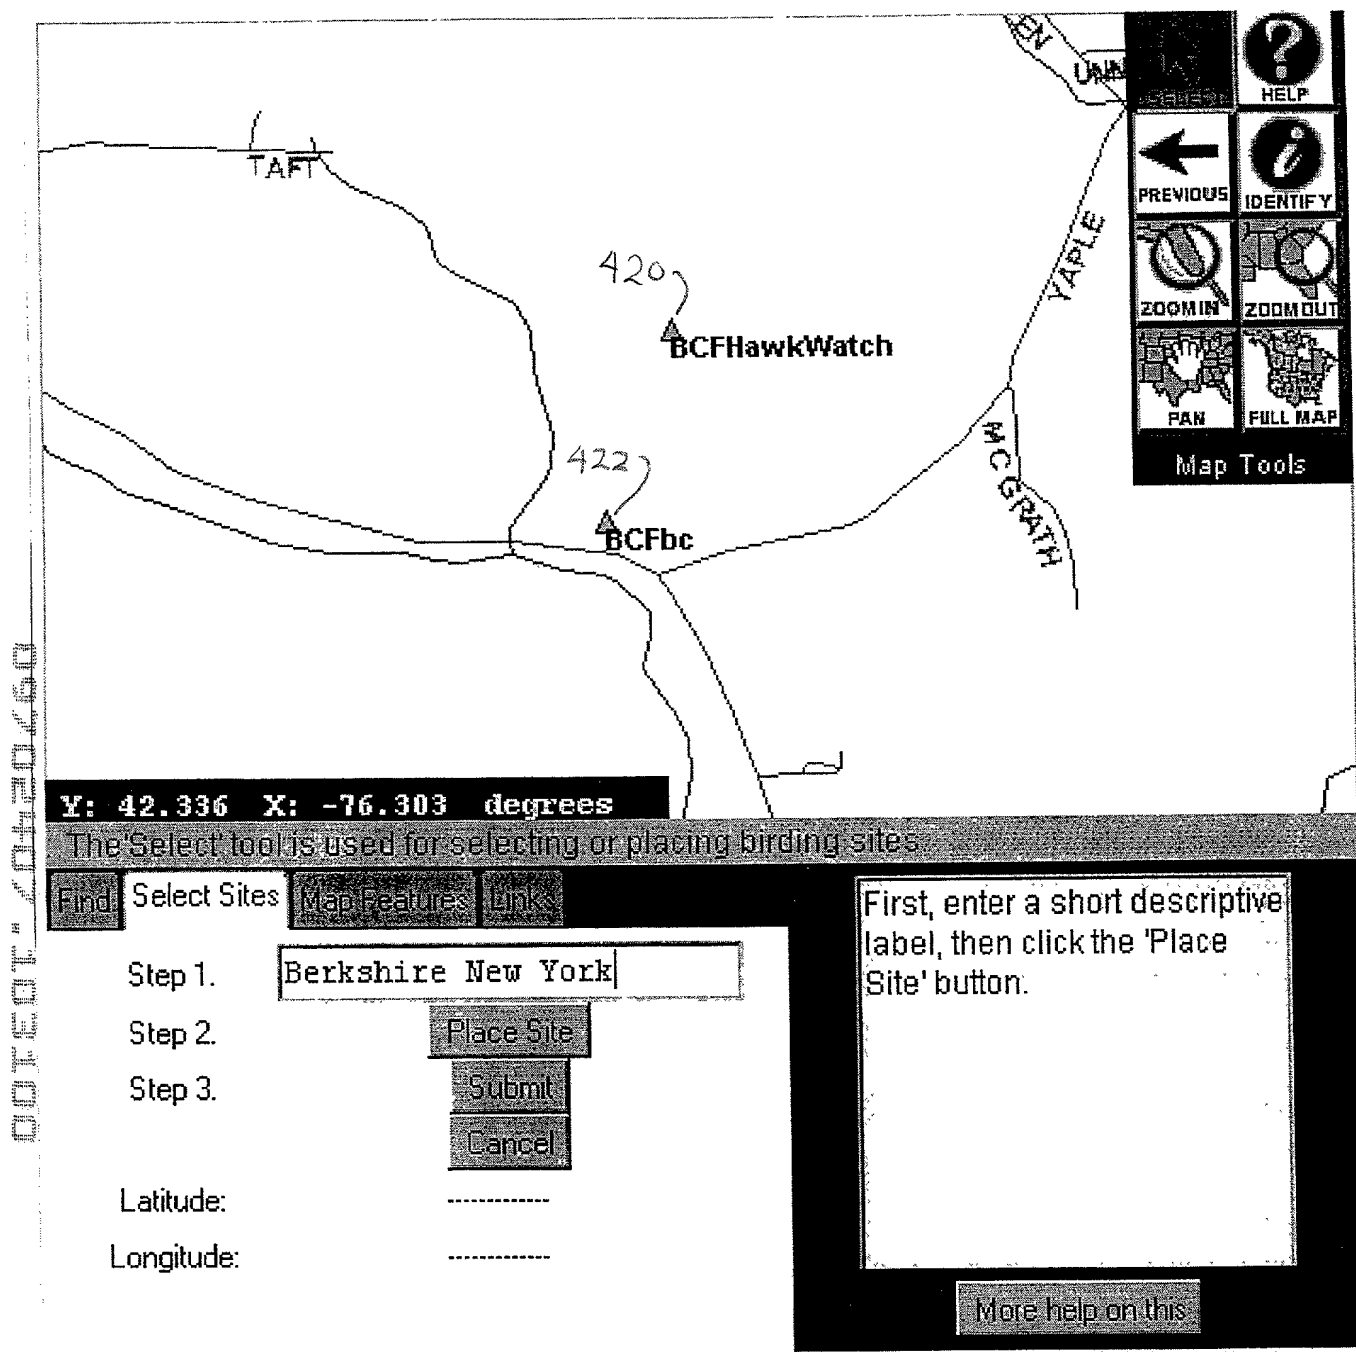 EN
UNN
SELECT
HELP
TAFT
PREVIOUS
IDENTIFY
YAPLE
420
ZOOM IN
ZOOM OUT
BCFHawkWatch
PAN
FULL MAP
MC GRATH
422
Map Tools
BCFbc
Y: 42.336 X: -76.303 degrees
The 'Select' tool is used for selecting or placing birding sites
Find Select Sites Map Features Links
First, enter a short descriptive
label, then click the 'Place
Site' button.
Step 1. Berkshire New York
Step 2. Place Site
Step 3. Submit
Cancel
Latitude: ----------
Longitude: ----------
More help on this